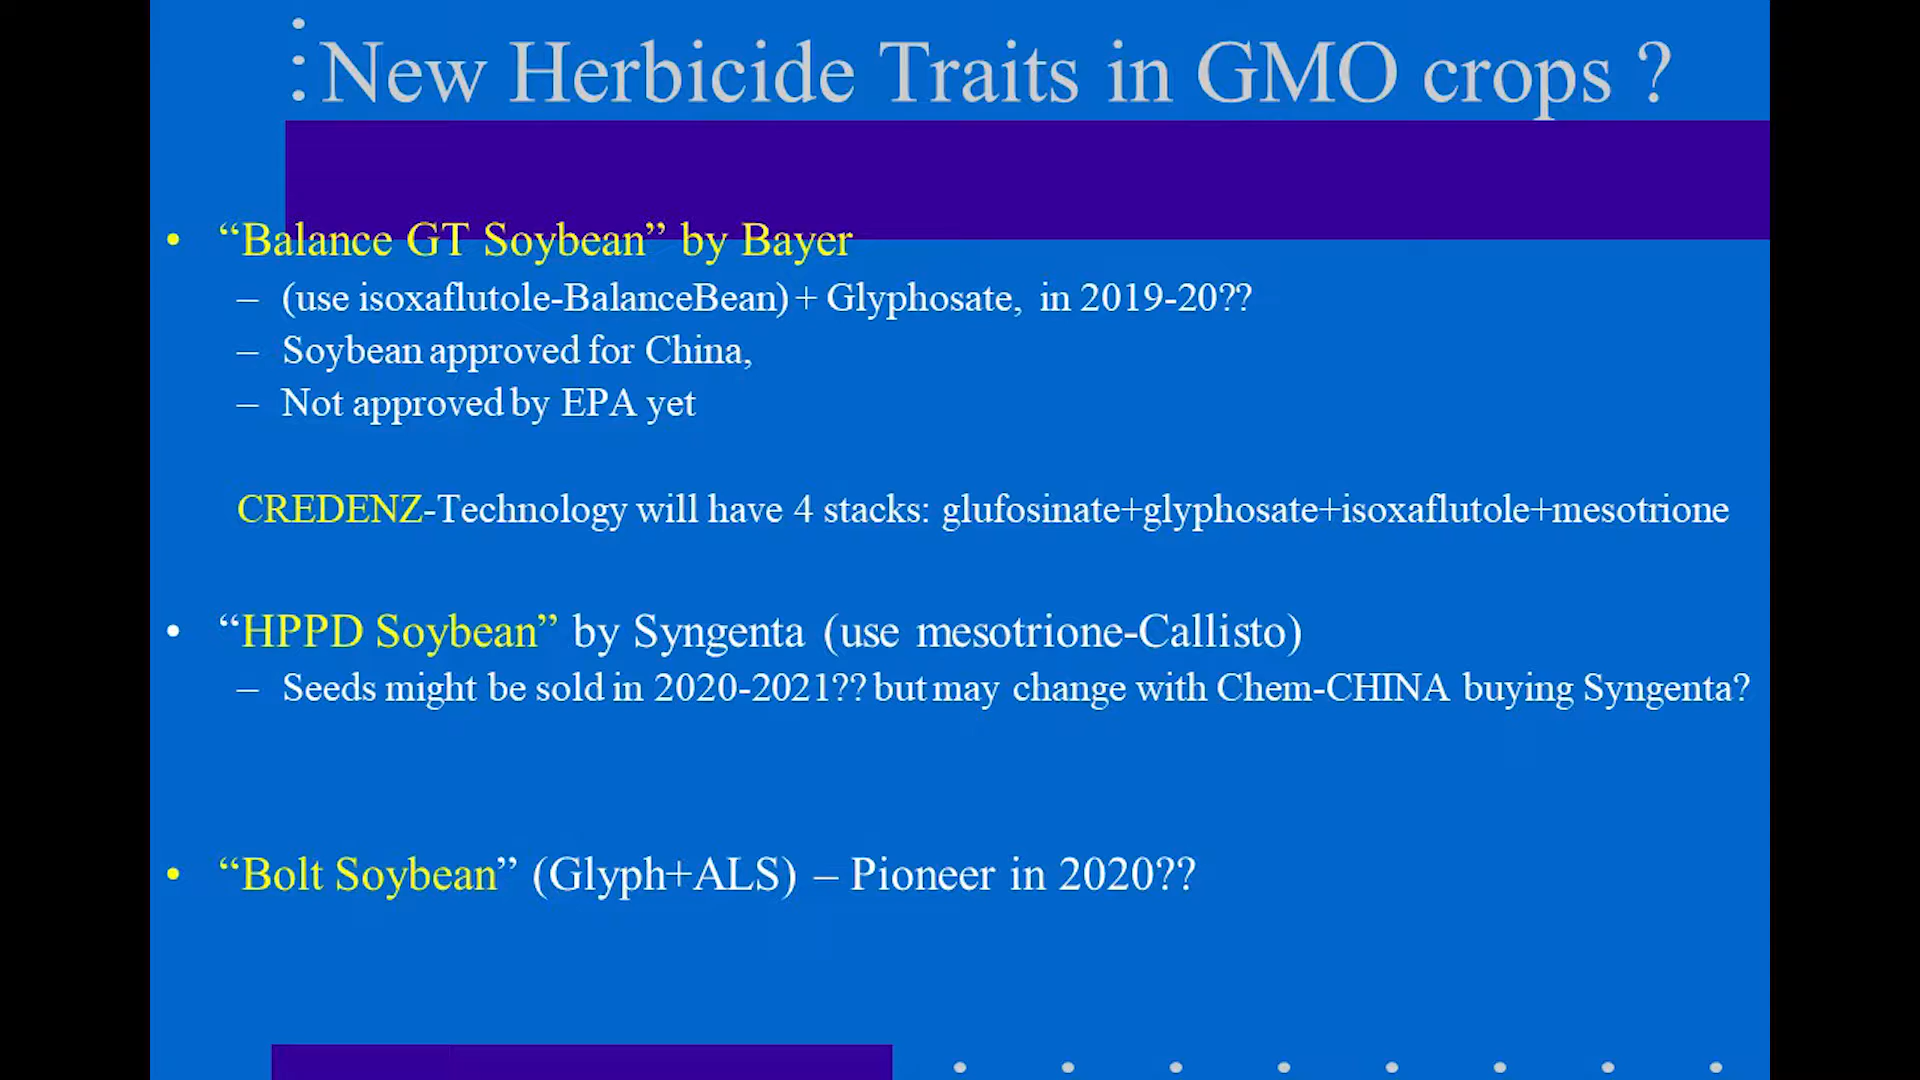 New Herbicide Traits in GMO crops ?
• “Balance GT Soybean” by Bayer
– (use isoxaflutole-BalanceBean) + Glyphosate, in 2019-20??
– Soybean approved for China,
– Not approved by EPA yet
CREDENZ-Technology will have 4 stacks: glufosinate+glyphosate+isoxaflutole+mesotrione
• “HPPD Soybean” by Syngenta (use mesotrione-Callisto)
– Seeds might be sold in 2020-2021?? but may change with Chem-CHINA buying Syngenta?
• “Bolt Soybean” (Glyph+ALS) – Pioneer in 2020??